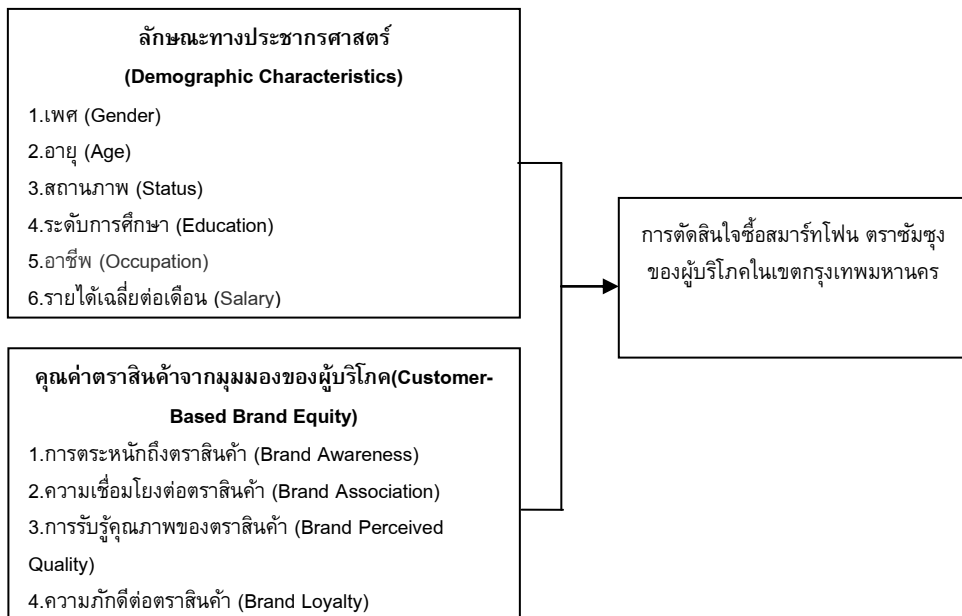 ลักษณะทางประชากรศาสตร์
(Demographic Characteristics)
1.เพศ (Gender)
2.อายุ (Age)
3.สถานภาพ (Status)
4.ระดับการศึกษา (Education)
5.อาชีพ (Occupation)
6.รายได้เฉลี่ยต่อเดือน (Salary)
การตัดสินใจซื้อสมาร์ทโฟน ตราซัมซุง
ของผู้บริโภคในเขตกรุงเทพมหานคร
คุณค่าตราสินค้าจากมุมมองของผู้บริโภค(Customer-
Based Brand Equity)
1.การตระหนักถึงตราสินค้า (Brand Awareness)
2.ความเชื่อมโยงต่อตราสินค้า (Brand Association)
3.การรับรู้คุณภาพของตราสินค้า (Brand Perceived
Quality)
4.ความภักดีต่อตราสินค้า (Brand Loyalty)